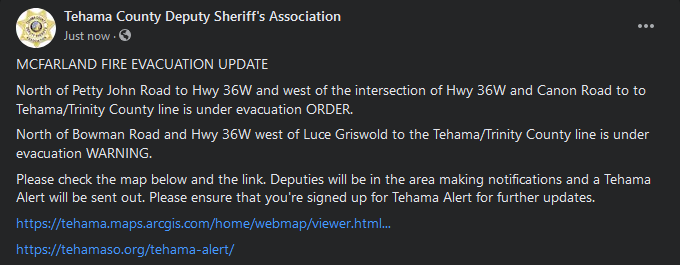 Tehama County Deputy Sheriff's Association
Just now ·
MCFARLAND FIRE EVACUATION UPDATE
North of Petty John Road to Hwy 36W and west of the intersection of Hwy 36W and Canon Road to to
Tehama/Trinity County line is under evacuation ORDER.
North of Bowman Road and Hwy 36W west of Luce Griswold to the Tehama/Trinity County line is under
evacuation WARNING.
Please check the map below and the link. Deputies will be in the area making notifications and a Tehama
Alert will be sent out. Please ensure that you're signed up for Tehama Alert for further updates.
https://tehama.maps.arcgis.com/home/webmap/viewer.html...
https://tehamaso.org/tehama-alert/